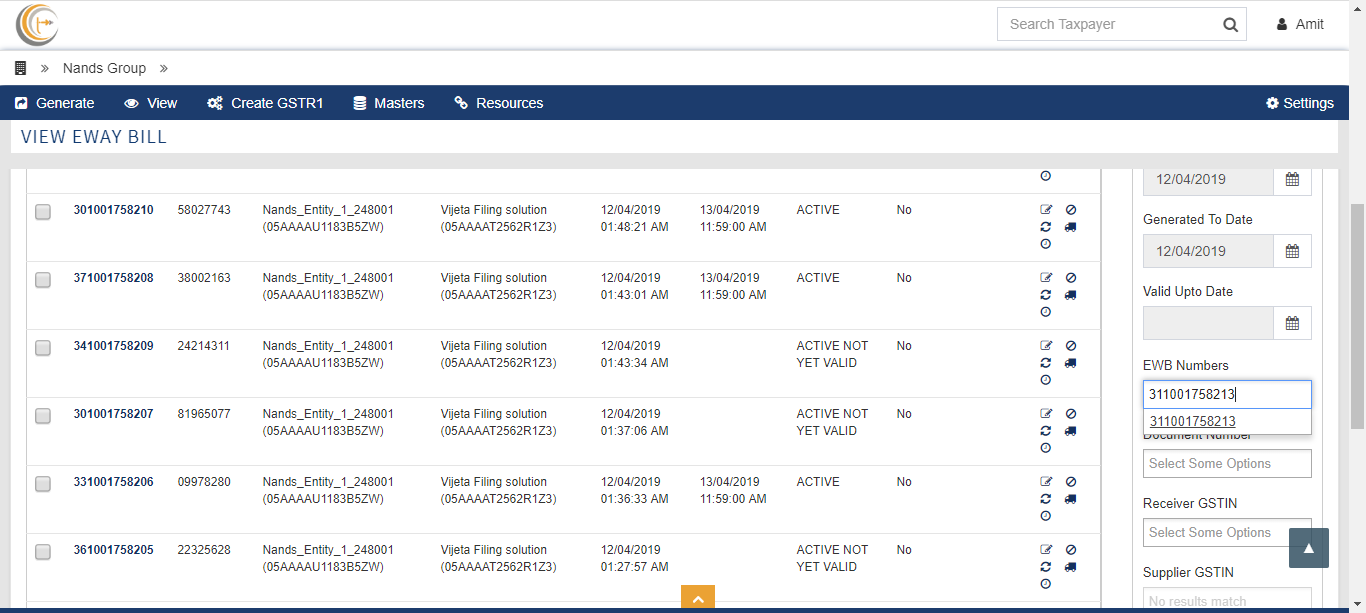 Search Taxpayer
Amit
» Nands Group »
Generate View Create GSTR1 Masters Resources Settings
VIEW EWAY BILL
301001758210 58027743 Nands_Entity_1_248001 Vijeta Filing solution 12/04/2019 13/04/2019 ACTIVE No
(05AAAAU1183B5ZW) (05AAAAT2562R1Z3) 01:48:21 AM 11:59:00 AM
371001758208 38002163 Nands_Entity_1_248001 Vijeta Filing solution 12/04/2019 13/04/2019 ACTIVE No
(05AAAAU1183B5ZW) (05AAAAT2562R1Z3) 01:43:01 AM 11:59:00 AM
341001758209 24214311 Nands_Entity_1_248001 Vijeta Filing solution 12/04/2019 ACTIVE NOT No
(05AAAAU1183B5ZW) (05AAAAT2562R1Z3) 01:43:34 AM YET VALID
301001758207 81965077 Nands_Entity_1_248001 Vijeta Filing solution 12/04/2019 ACTIVE NOT No
(05AAAAU1183B5ZW) (05AAAAT2562R1Z3) 01:37:06 AM YET VALID
331001758206 09978280 Nands_Entity_1_248001 Vijeta Filing solution 12/04/2019 13/04/2019 ACTIVE No
(05AAAAU1183B5ZW) (05AAAAT2562R1Z3) 01:36:33 AM 11:59:00 AM
361001758205 22325628 Nands_Entity_1_248001 Vijeta Filing solution 12/04/2019 ACTIVE NOT No
(05AAAAU1183B5ZW) (05AAAAT2562R1Z3) 01:27:57 AM YET VALID
12/04/2019
Generated To Date
12/04/2019
Valid Upto Date
EWB Numbers
311001758213
311001758213
Document Number
Select Some Options
Receiver GSTIN
Select Some Options
Supplier GSTIN
No results match